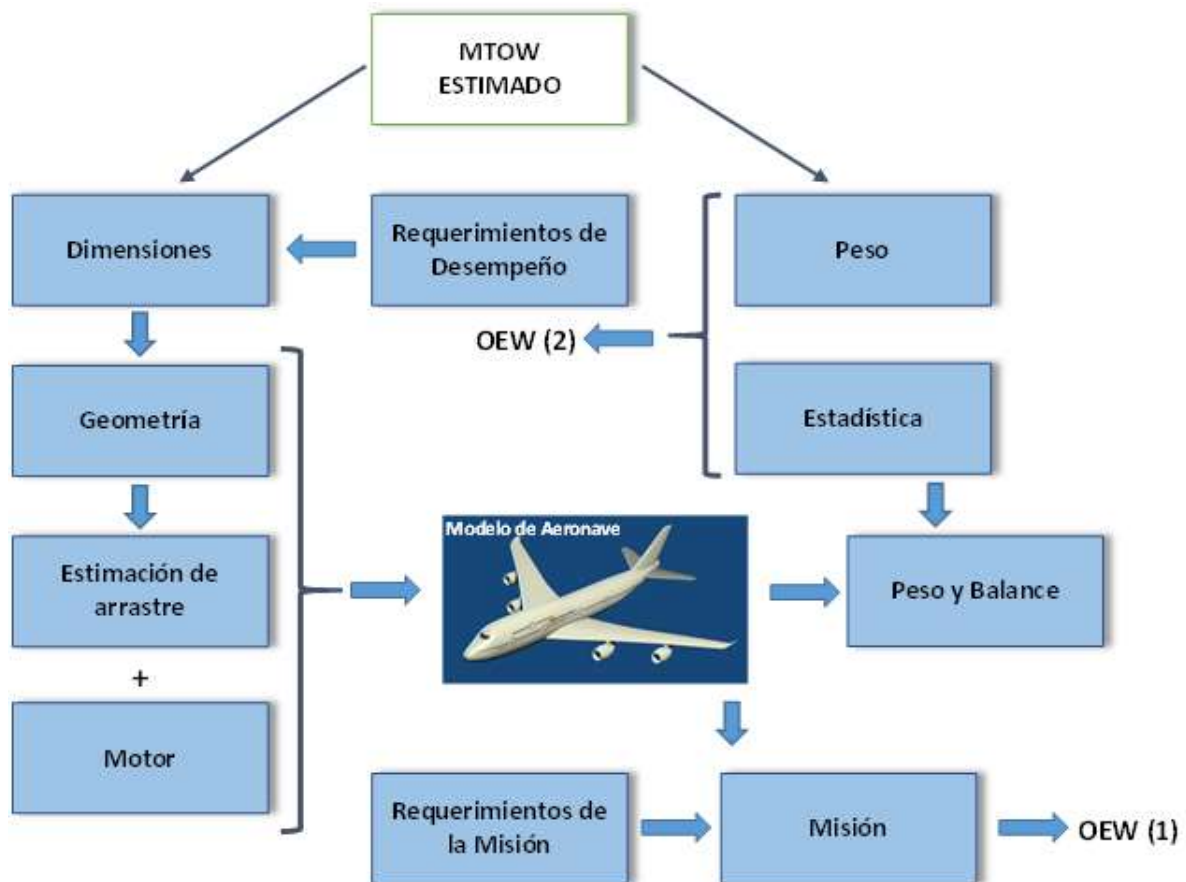 MTOW
ESTIMADO
Dimensiones
Requerimientos de
Desempeño
Peso
OEW (2)
Geometría
Estadística
Modelo de Aeronave
Estimación de
arrastre
Peso y Balance
+
Motor
Requerimientos de
la Misión
Misión
OEW (1)